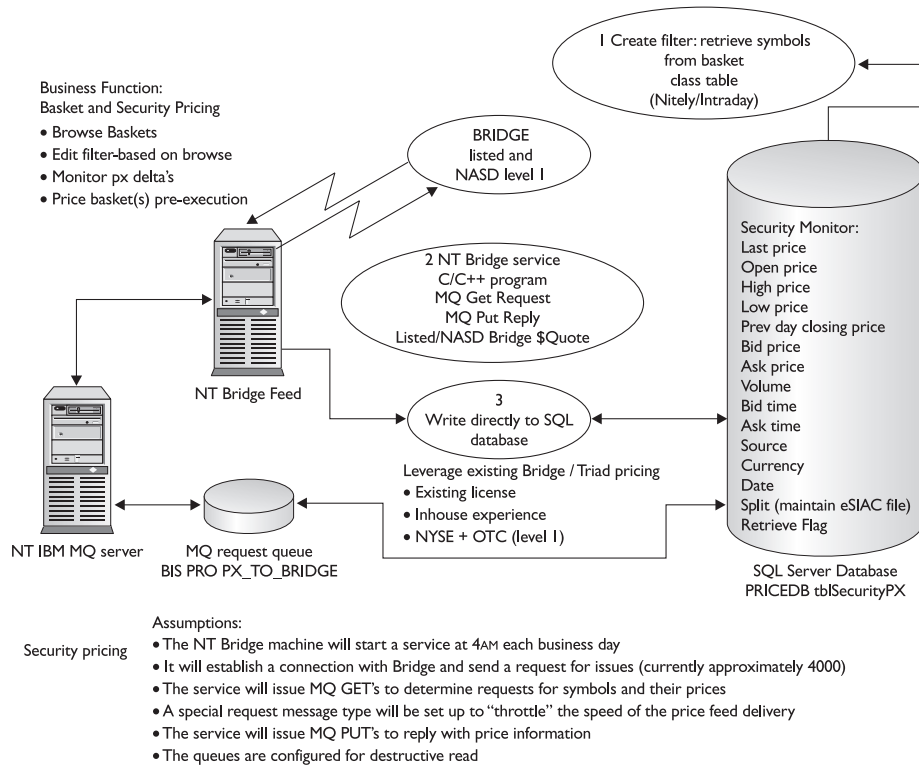 1 Create filter: retrieve symbols
from basket
class table
(Nitely/Intraday)
Business Function:
Basket and Security Pricing
• Browse Baskets
• Edit filter-based on browse
• Monitor px delta's
• Price basket(s) pre-execution
BRIDGE
listed and
NASD level 1
2 NT Bridge service
C/C++ program
MQ Get Request
MQ Put Reply
Listed/NASD Bridge $Quote
NT Bridge Feed
3
Write directly to SQL
database
Leverage existing Bridge / Triad pricing
• Existing license
• Inhouse experience
• NYSE + OTC (level 1)
NT IBM MQ server
MQ request queue
BIS PRO PX_TO_BRIDGE
Security Monitor:
Last price
Open price
High price
Low price
Prev day closing price
Bid price
Ask price
Volume
Bid time
Ask time
Source
Currency
Date
Split (maintain eSIAC file)
Retrieve Flag
SQL Server Database
PRICEDB tblSecurityPX
Security pricing
Assumptions:
• The NT Bridge machine will start a service at 4AM each business day
• It will establish a connection with Bridge and send a request for issues (currently approximately 4000)
• The service will issue MQ GET's to determine requests for symbols and their prices
• A special request message type will be set up to “throttle” the speed of the price feed delivery
• The service will issue MQ PUT's to reply with price information
• The queues are configured for destructive read